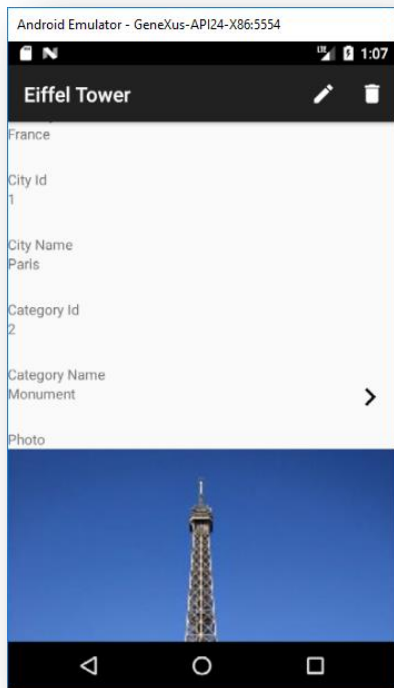 Android Emulator - GeneXus-API24-X86:5554
LTE 1:07
Eiffel Tower
France
City Id
1
City Name
Paris
Category Id
2
Category Name
Monument
Photo